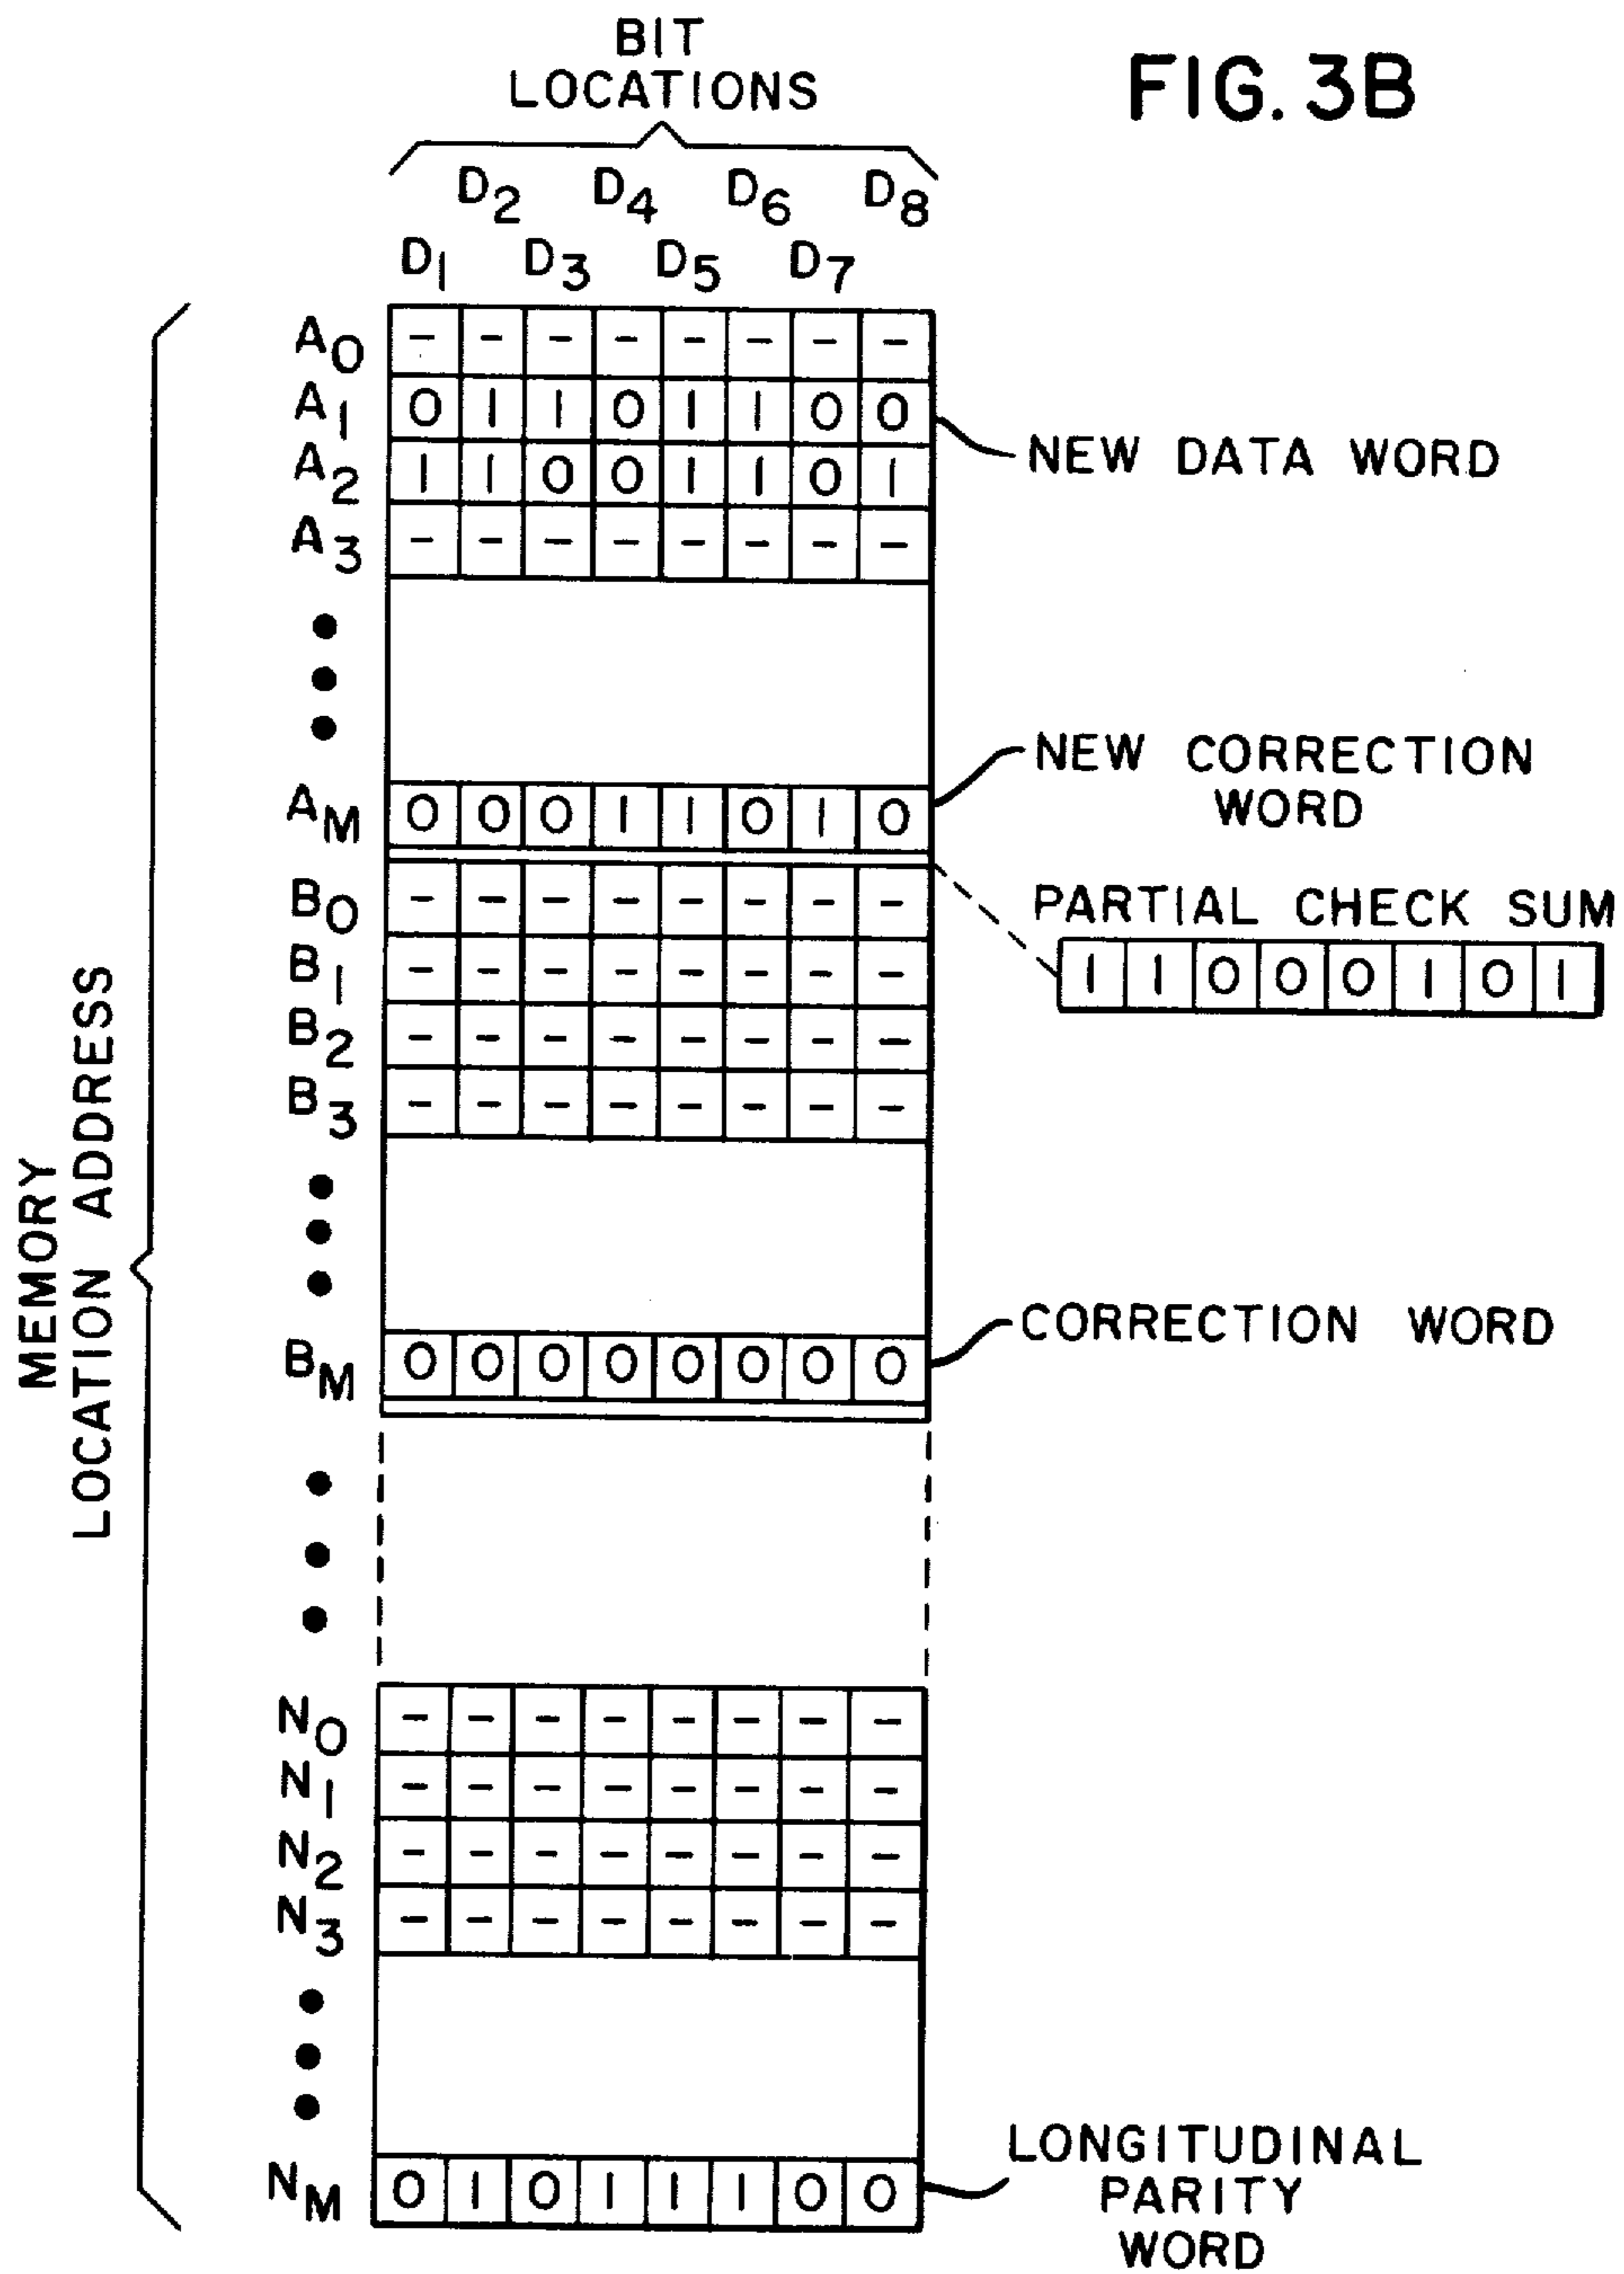 BIT
LOCATIONS
FIG. 3B
D2 D4 D6 D8
D1 D3 D5 D7
A0 - - - - - - - -
A1 0 1 1 0 1 1 0 0
NEW DATA WORD
A2 1 1 0 0 1 1 0 1
A3 - - - - - - - -
NEW CORRECTION
WORD
AM 0 0 0 1 1 0 1 0
B0 - - - - - - - -
PARTIAL CHECK SUM
B1 - - - - - - - -
1 1 0 0 0 1 0 1
B2 - - - - - - - -
B3 - - - - - - - -
MEMORY
LOCATION ADDRESS
CORRECTION WORD
BM 0 0 0 0 0 0 0 0
N0 - - - - - - - -
N1 - - - - - - - -
N2 - - - - - - - -
N3 - - - - - - - -
NM 0 1 0 1 1 1 0 0
LONGITUDINAL
PARITY
WORD